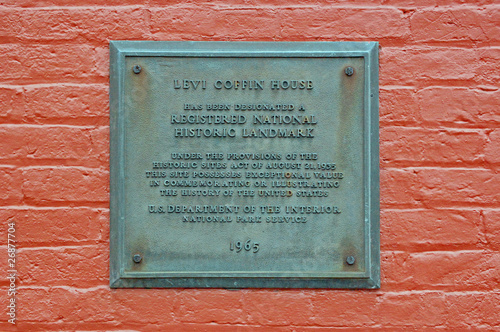 LEVI COFFIN HOUSE
HAS BEEN DESIGNATED A
REGISTERED NATIONAL
HISTORIC LANDMARK
UNDER THE PROVISIONS OF THE
HISTORIC SITES ACT OF AUGUST 21, 1935
THIS SITE POSSESSES EXCEPTIONAL VALUE
IN COMMEMORATING OR ILLUSTRATING
THE HISTORY OF THE UNITED STATES
U.S. DEPARTMENT OF THE INTERIOR
NATIONAL PARK SERVICE
1965
26877704